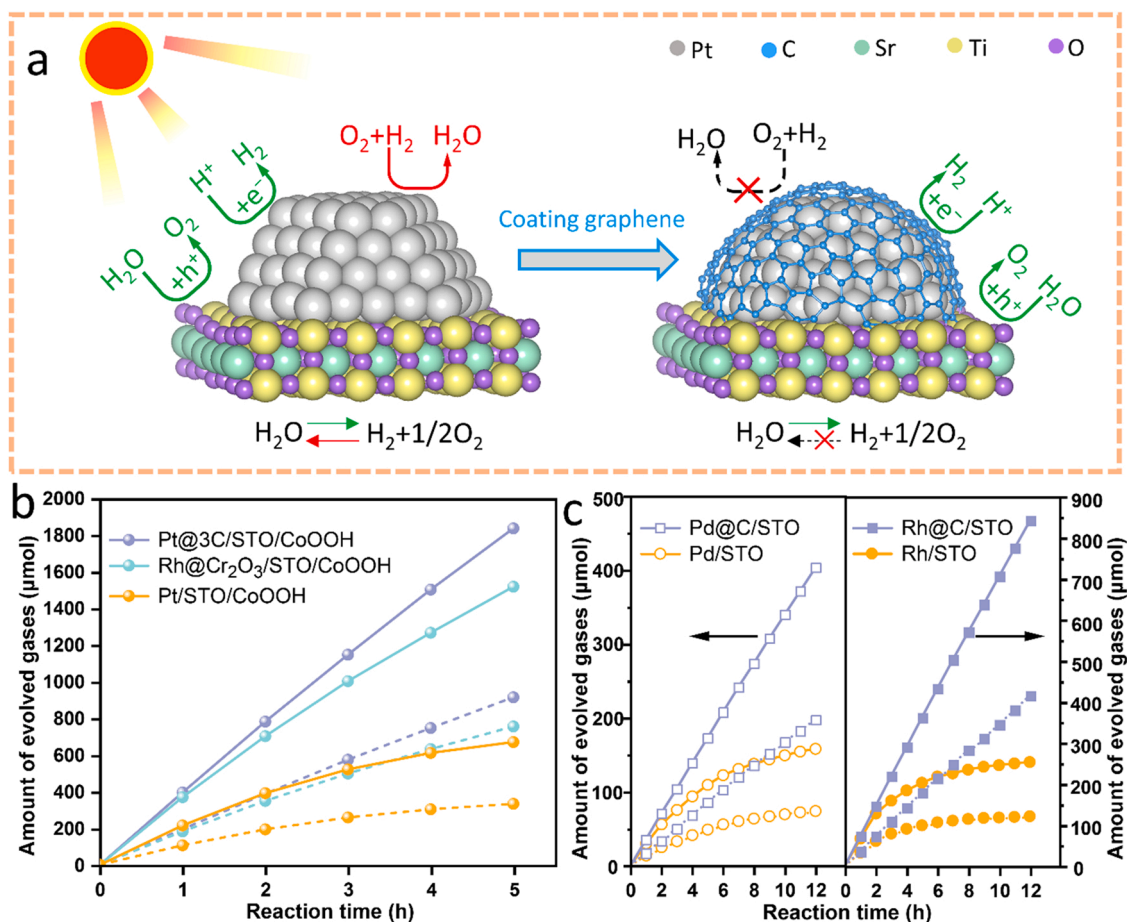 a
Pt
C
Sr
Ti
O
H⁺
+e⁻
H₂
H₂O
+h⁺
O₂
O₂+H₂
H₂O
Coating graphene
H₂O
O₂+H₂
H₂
+e⁻
H⁺
O₂
+h⁺
H₂O
H₂O
H₂+1/2O₂
H₂O
H₂+1/2O₂
b
Amount of evolved gases (μmol)
2000
1800
1600
1400
1200
1000
800
600
400
200
0
Pt@3C/STO/CoOOH
Rh@Cr₂O₃/STO/CoOOH
Pt/STO/CoOOH
0
1
2
3
4
5
Reaction time (h)
c
Amount of evolved gases (μmol)
500
400
300
200
100
0
Pd@C/STO
Pd/STO
0 2 4 6 8 10 12
Rh@C/STO
Rh/STO
0 2 4 6 8 10 12
900
800
700
600
500
400
300
200
100
0
Amount of evolved gases (μmol)
Reaction time (h)